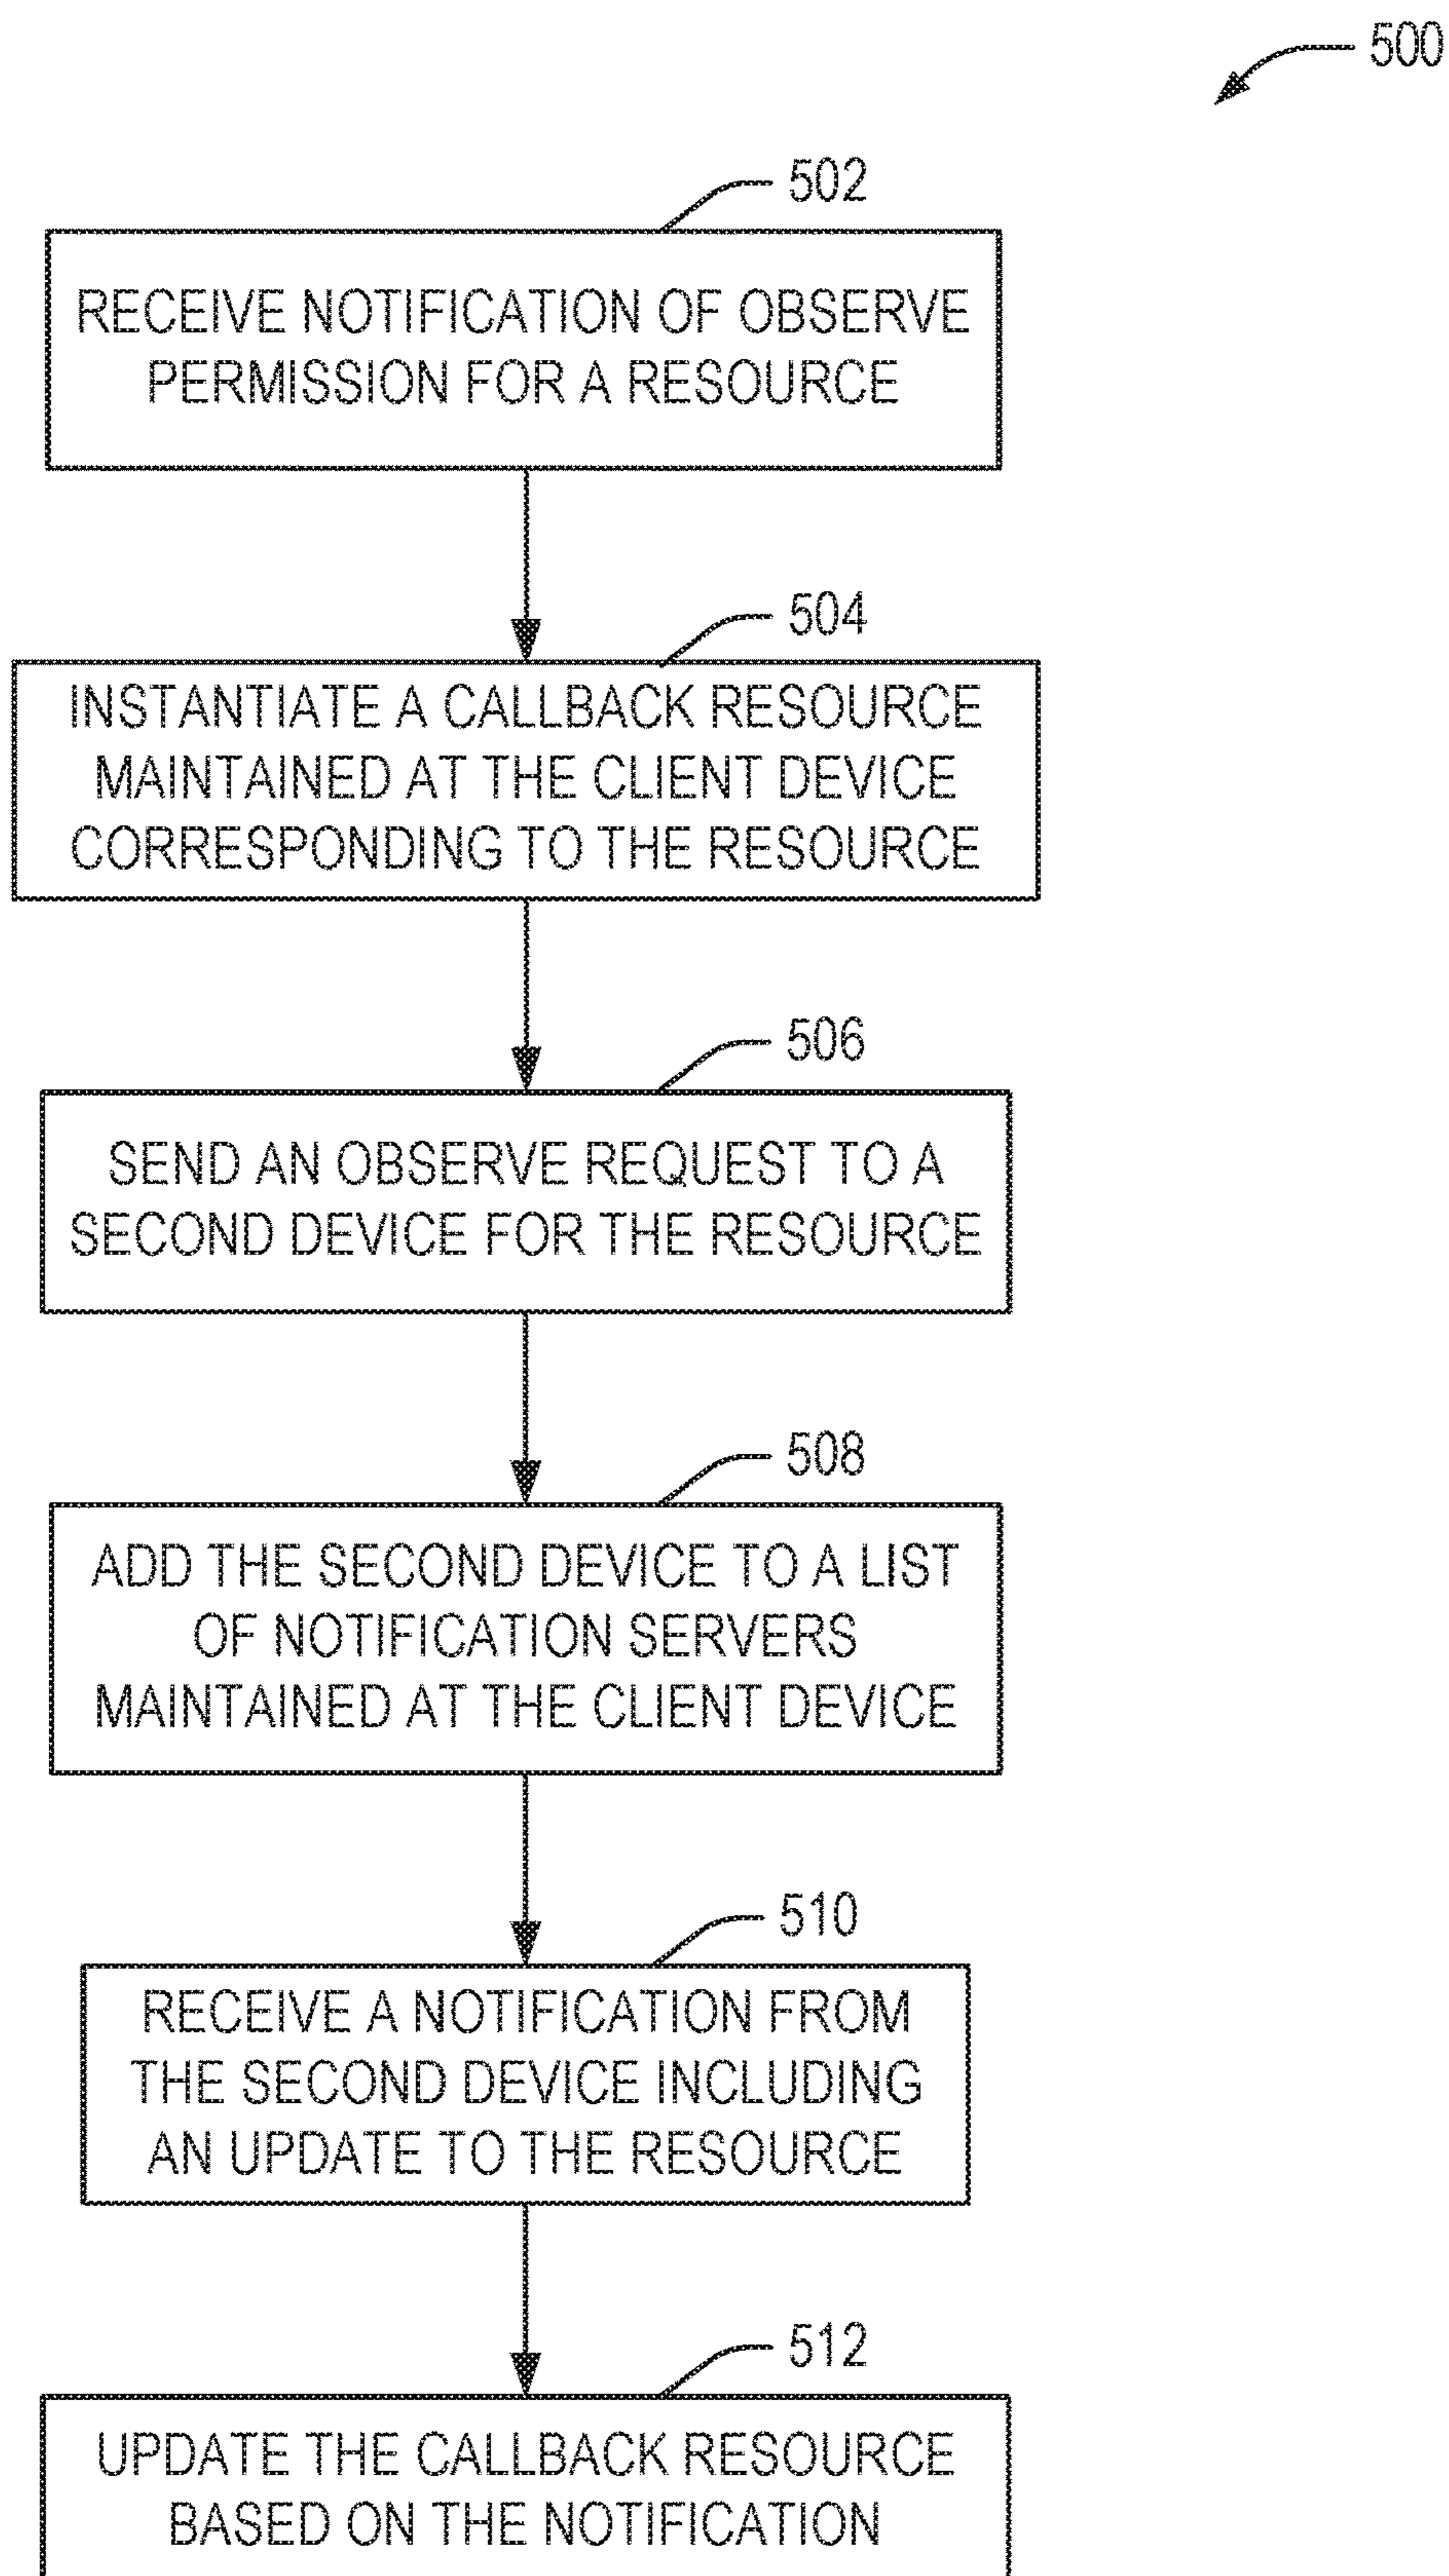 500
502
RECEIVE NOTIFICATION OF OBSERVE
PERMISSION FOR A RESOURCE
504
INSTANTIATE A CALLBACK RESOURCE
MAINTAINED AT THE CLIENT DEVICE
CORRESPONDING TO THE RESOURCE
506
SEND AN OBSERVE REQUEST TO A
SECOND DEVICE FOR THE RESOURCE
508
ADD THE SECOND DEVICE TO A LIST
OF NOTIFICATION SERVERS
MAINTAINED AT THE CLIENT DEVICE
510
RECEIVE A NOTIFICATION FROM
THE SECOND DEVICE INCLUDING
AN UPDATE TO THE RESOURCE
512
UPDATE THE CALLBACK RESOURCE
BASED ON THE NOTIFICATION